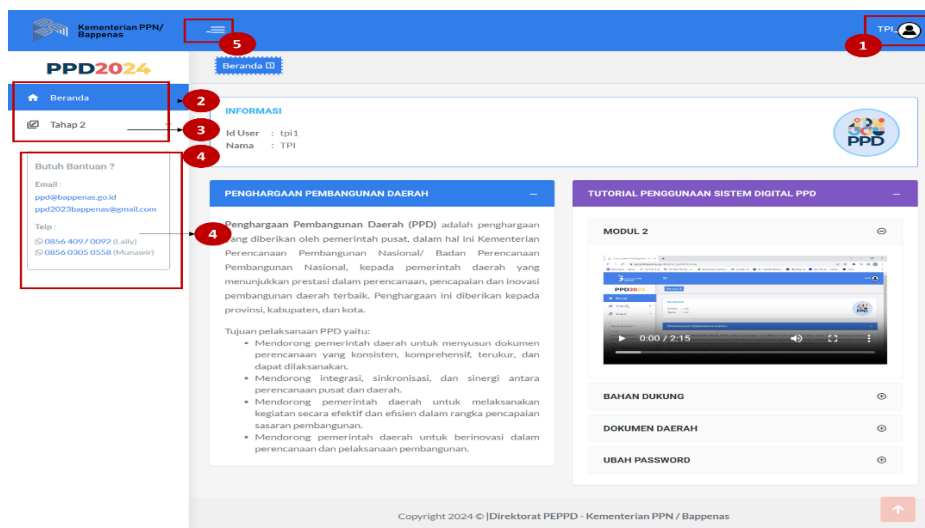 Kementerian PPN/
Bappenas
5
TPI_
1
PPD2024
Beranda
Beranda
2
Tahap 2
3
INFORMASI
Id User : tpi1
Nama : TPI
PPD
4
Butuh Bantuan ?
Email :
ppd@bappenas.go.id
ppd2023bappenas@gmail.com
Telp :
0856 4097 0092 (Laily)
0856 0305 0558 (Munawir)
4
PENGHARGAAN PEMBANGUNAN DAERAH
Penghargaan Pembangunan Daerah (PPD) adalah penghargaan
yang diberikan oleh pemerintah pusat, dalam hal ini Kementerian
Perencanaan Pembangunan Nasional/ Badan Perencanaan
Pembangunan Nasional, kepada pemerintah daerah yang
menunjukkan prestasi dalam perencanaan, pencapaian dan inovasi
pembangunan daerah terbaik. Penghargaan ini diberikan kepada
provinsi, kabupaten, dan kota.
Tujuan pelaksanaan PPD yaitu:
• Mendorong pemerintah daerah untuk menyusun dokumen
perencanaan yang konsisten, komprehensif, terukur, dan
dapat dilaksanakan.
• Mendorong integrasi, sinkronisasi, dan sinergi antara
perencanaan pusat dan daerah.
• Mendorong pemerintah daerah untuk melaksanakan
kegiatan secara efektif dan efisien dalam rangka pencapaian
sasaran pembangunan.
• Mendorong pemerintah daerah untuk berinovasi dalam
perencanaan dan pelaksanaan pembangunan.
TUTORIAL PENGGUNAAN SISTEM DIGITAL PPD
MODUL 2
PPD2023
0:00 / 2:15
BAHAN DUKUNG
DOKUMEN DAERAH
UBAH PASSWORD
Copyright 2024 © |Direktorat PEPPD - Kementerian PPN / Bappenas